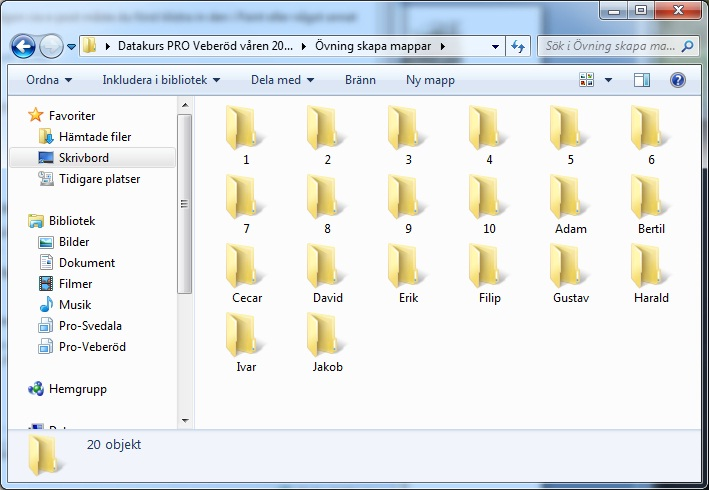 Datakurs PRO Veberöd våren 20... Övning skapa mappar Sök i Övning skapa ma...
Ordna Inkludera i bibliotek Dela med Bränn Ny mapp
Favoriter
Hämtade filer
Skrivbord
Tidigare platser
Bibliotek
Bilder
Dokument
Filmer
Musik
Pro-Svedala
Pro-Veberöd
Hemgrupp
1 2 3 4 5 6
7 8 9 10 Adam Bertil
Cecar David Erik Filip Gustav Harald
Ivar Jakob
20 objekt